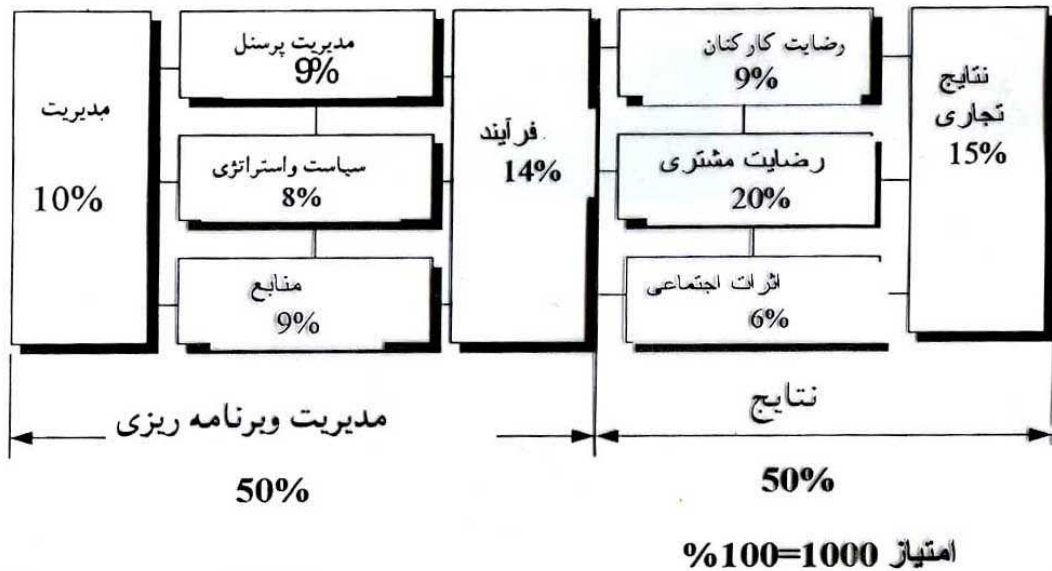 مدیریت
10%
مدیریت پرسنل
9%
سیاست واستراتژی
8%
منابع
9%
فرآیند
14%
رضایت کارکنان
9%
رضایت مشتری
20%
اثرات اجتماعی
6%
نتایج
تجاری
15%
مدیریت وبرنامه ریزی
50%
نتایج
50%
امتیاز 1000=100%